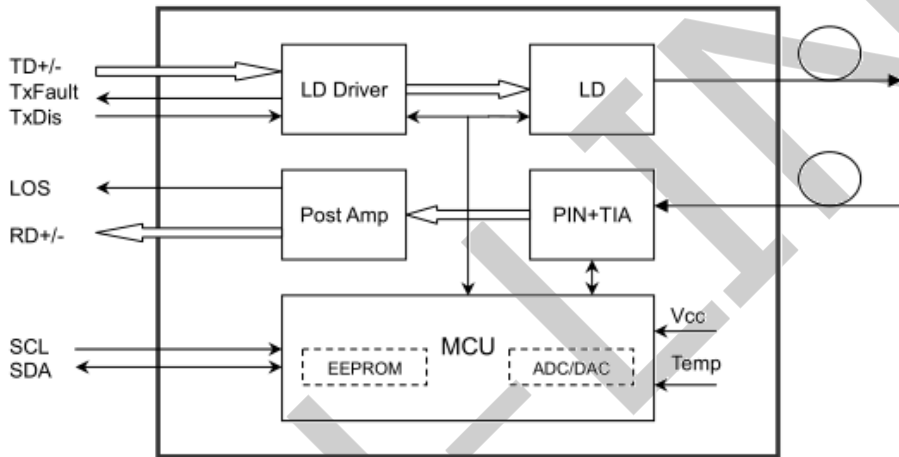 TD+/-
TxFault
TxDis
LD Driver
LD
LOS
RD+/-
Post Amp
PIN+TIA
SCL
SDA
MCU
EEPROM
ADC/DAC
Vcc
Temp